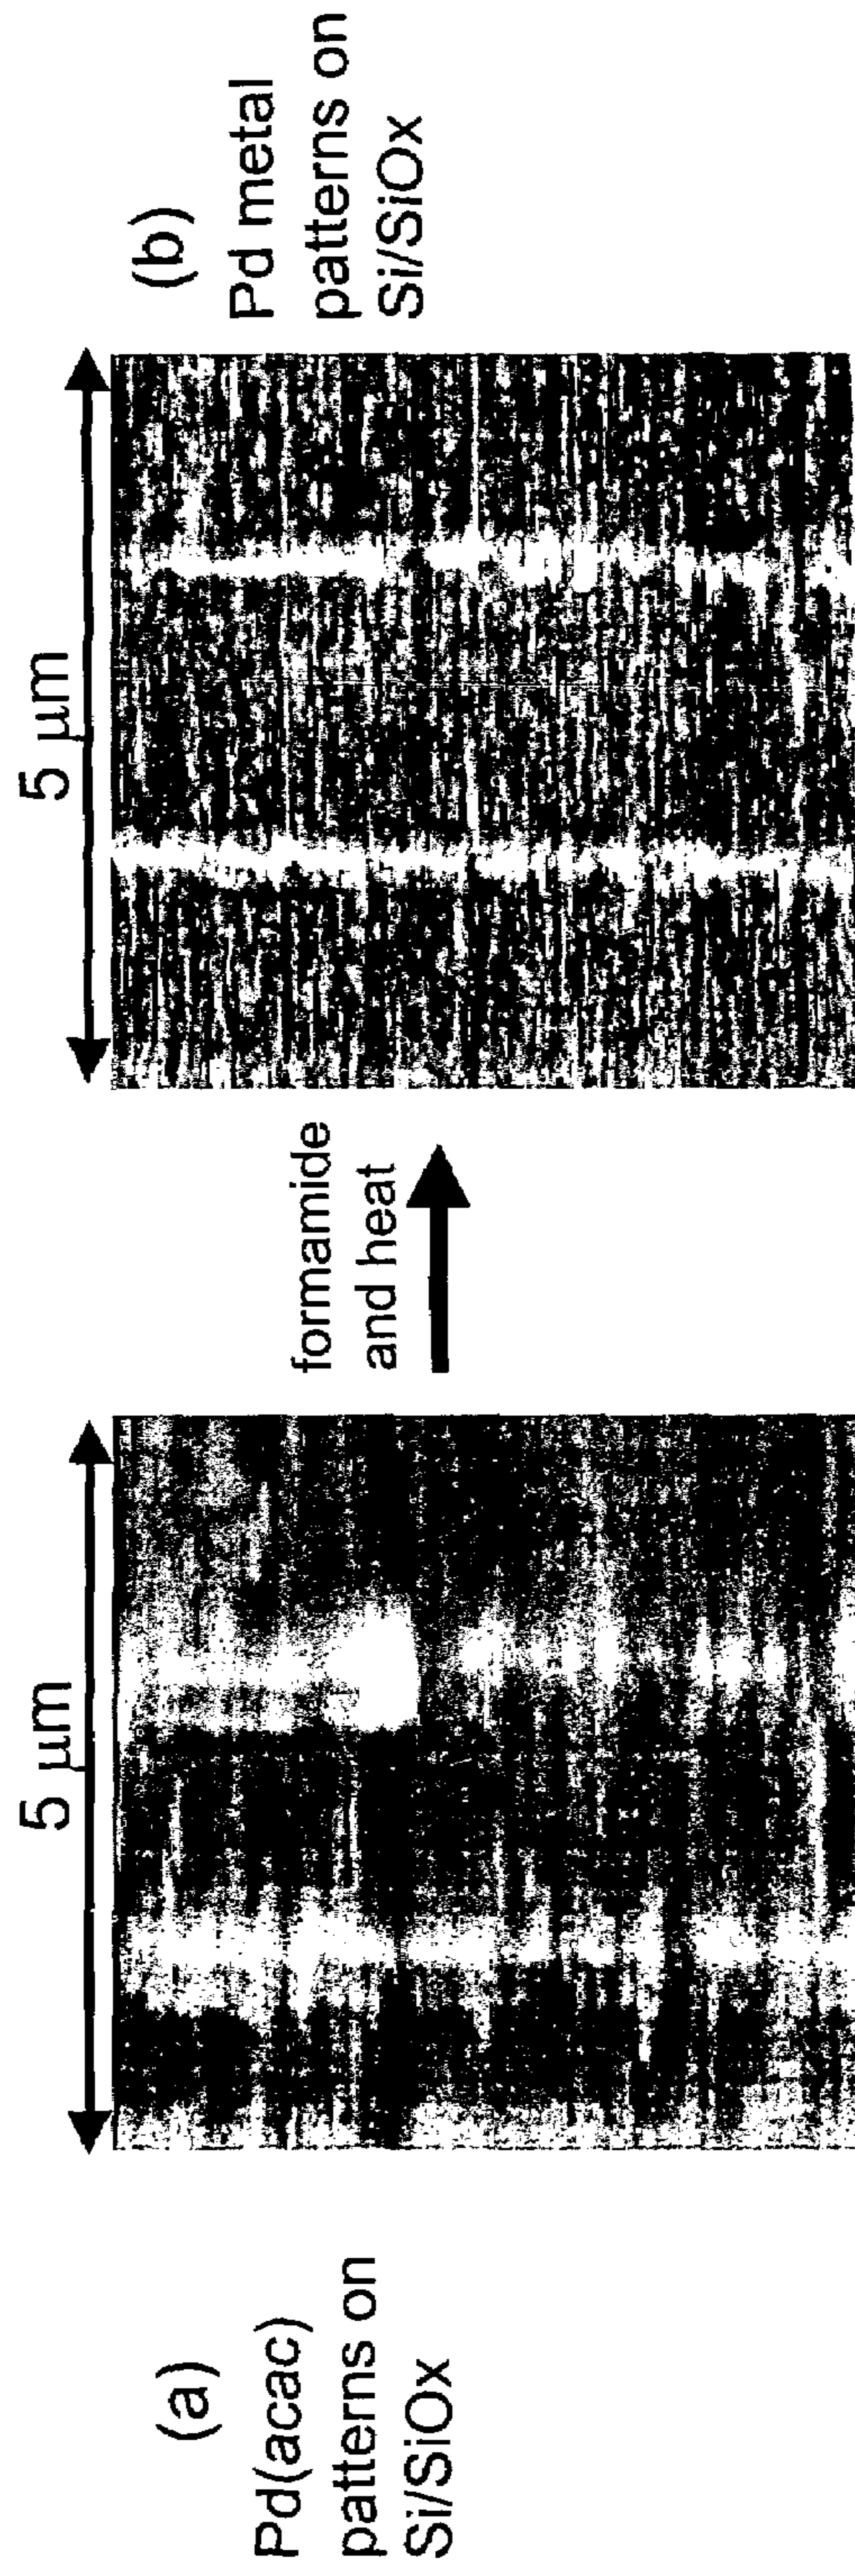 (a)
Pd(acac)
patterns on
Si/SiOx
5 μm
formamide
and heat
5 μm
(b)
Pd metal
patterns on
Si/SiOx